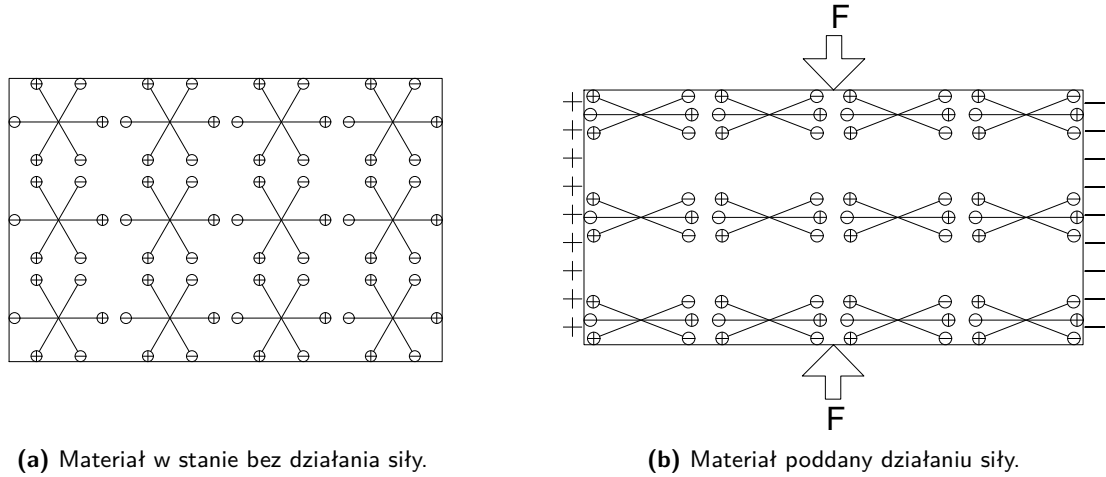 F
F
(a) Materiał w stanie bez działania siły.
(b) Materiał poddany działaniu siły.